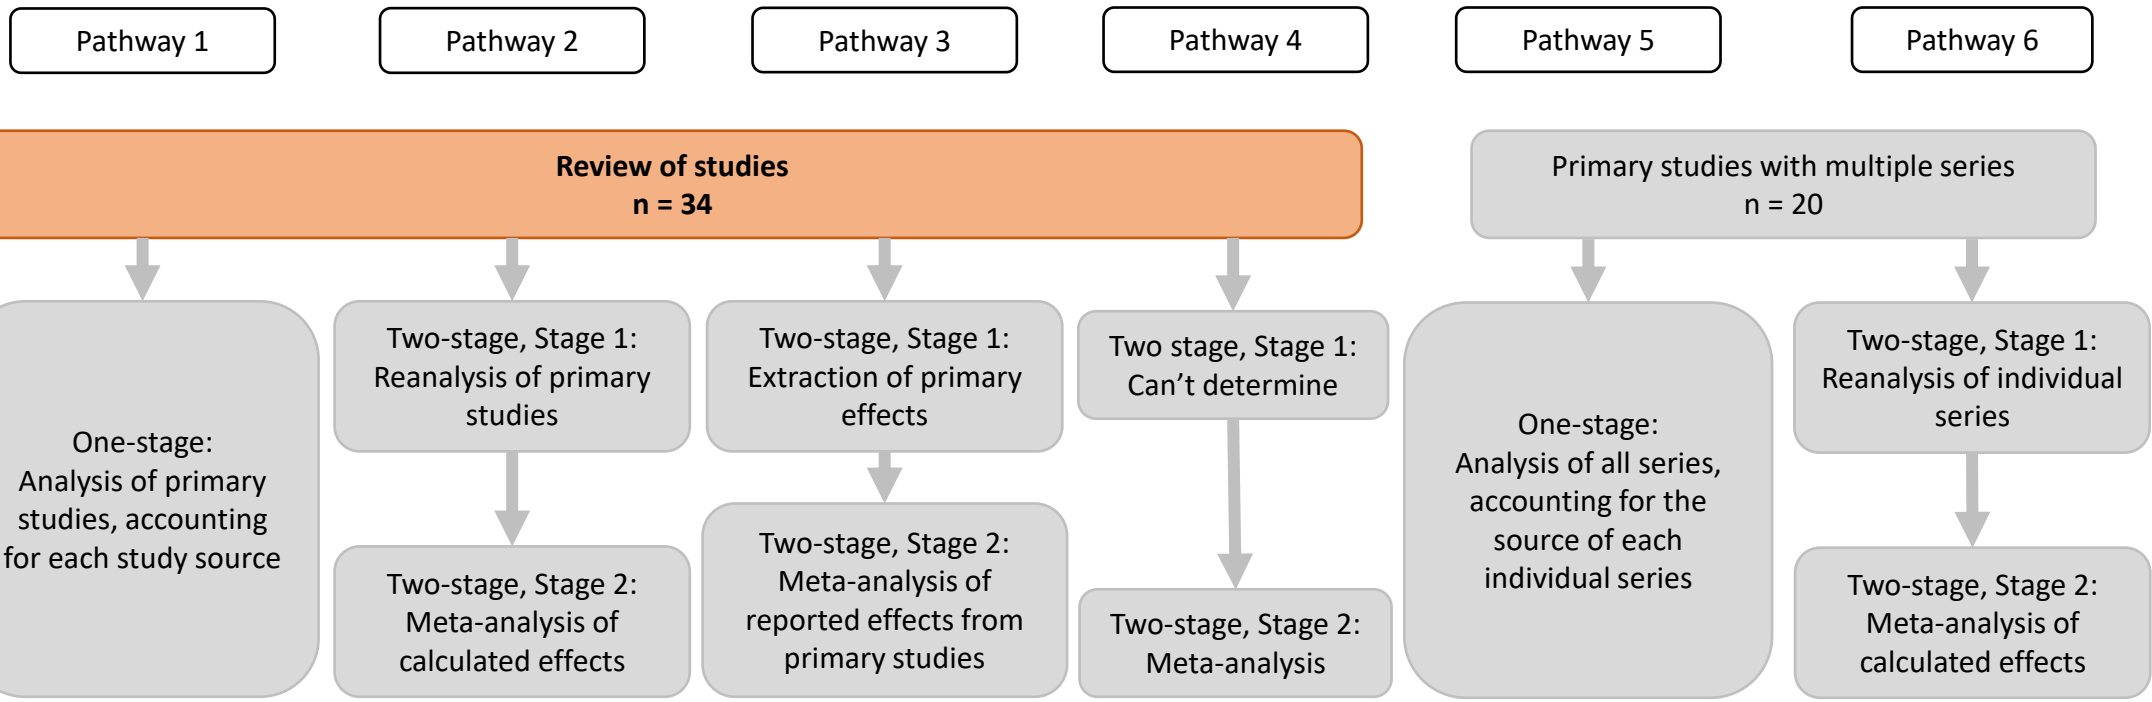 Pathway 1
Pathway 2
Pathway 3
Pathway 4
Pathway 5
Pathway 6
Review of studies
n = 34
Primary studies with multiple series
n = 20
One-stage:
Analysis of primary
studies, accounting
for each study source
Two-stage, Stage 1:
Reanalysis of primary
studies
Two-stage, Stage 2:
Meta-analysis of
calculated effects
Two-stage, Stage 1:
Extraction of primary
effects
Two-stage, Stage 2:
Meta-analysis of
reported effects from
primary studies
Two stage, Stage 1:
Can’t determine
Two-stage, Stage 2:
Meta-analysis
One-stage:
Analysis of all series,
accounting for the
source of each
individual series
Two-stage, Stage 1:
Reanalysis of individual
series
Two-stage, Stage 2:
Meta-analysis of
calculated effects